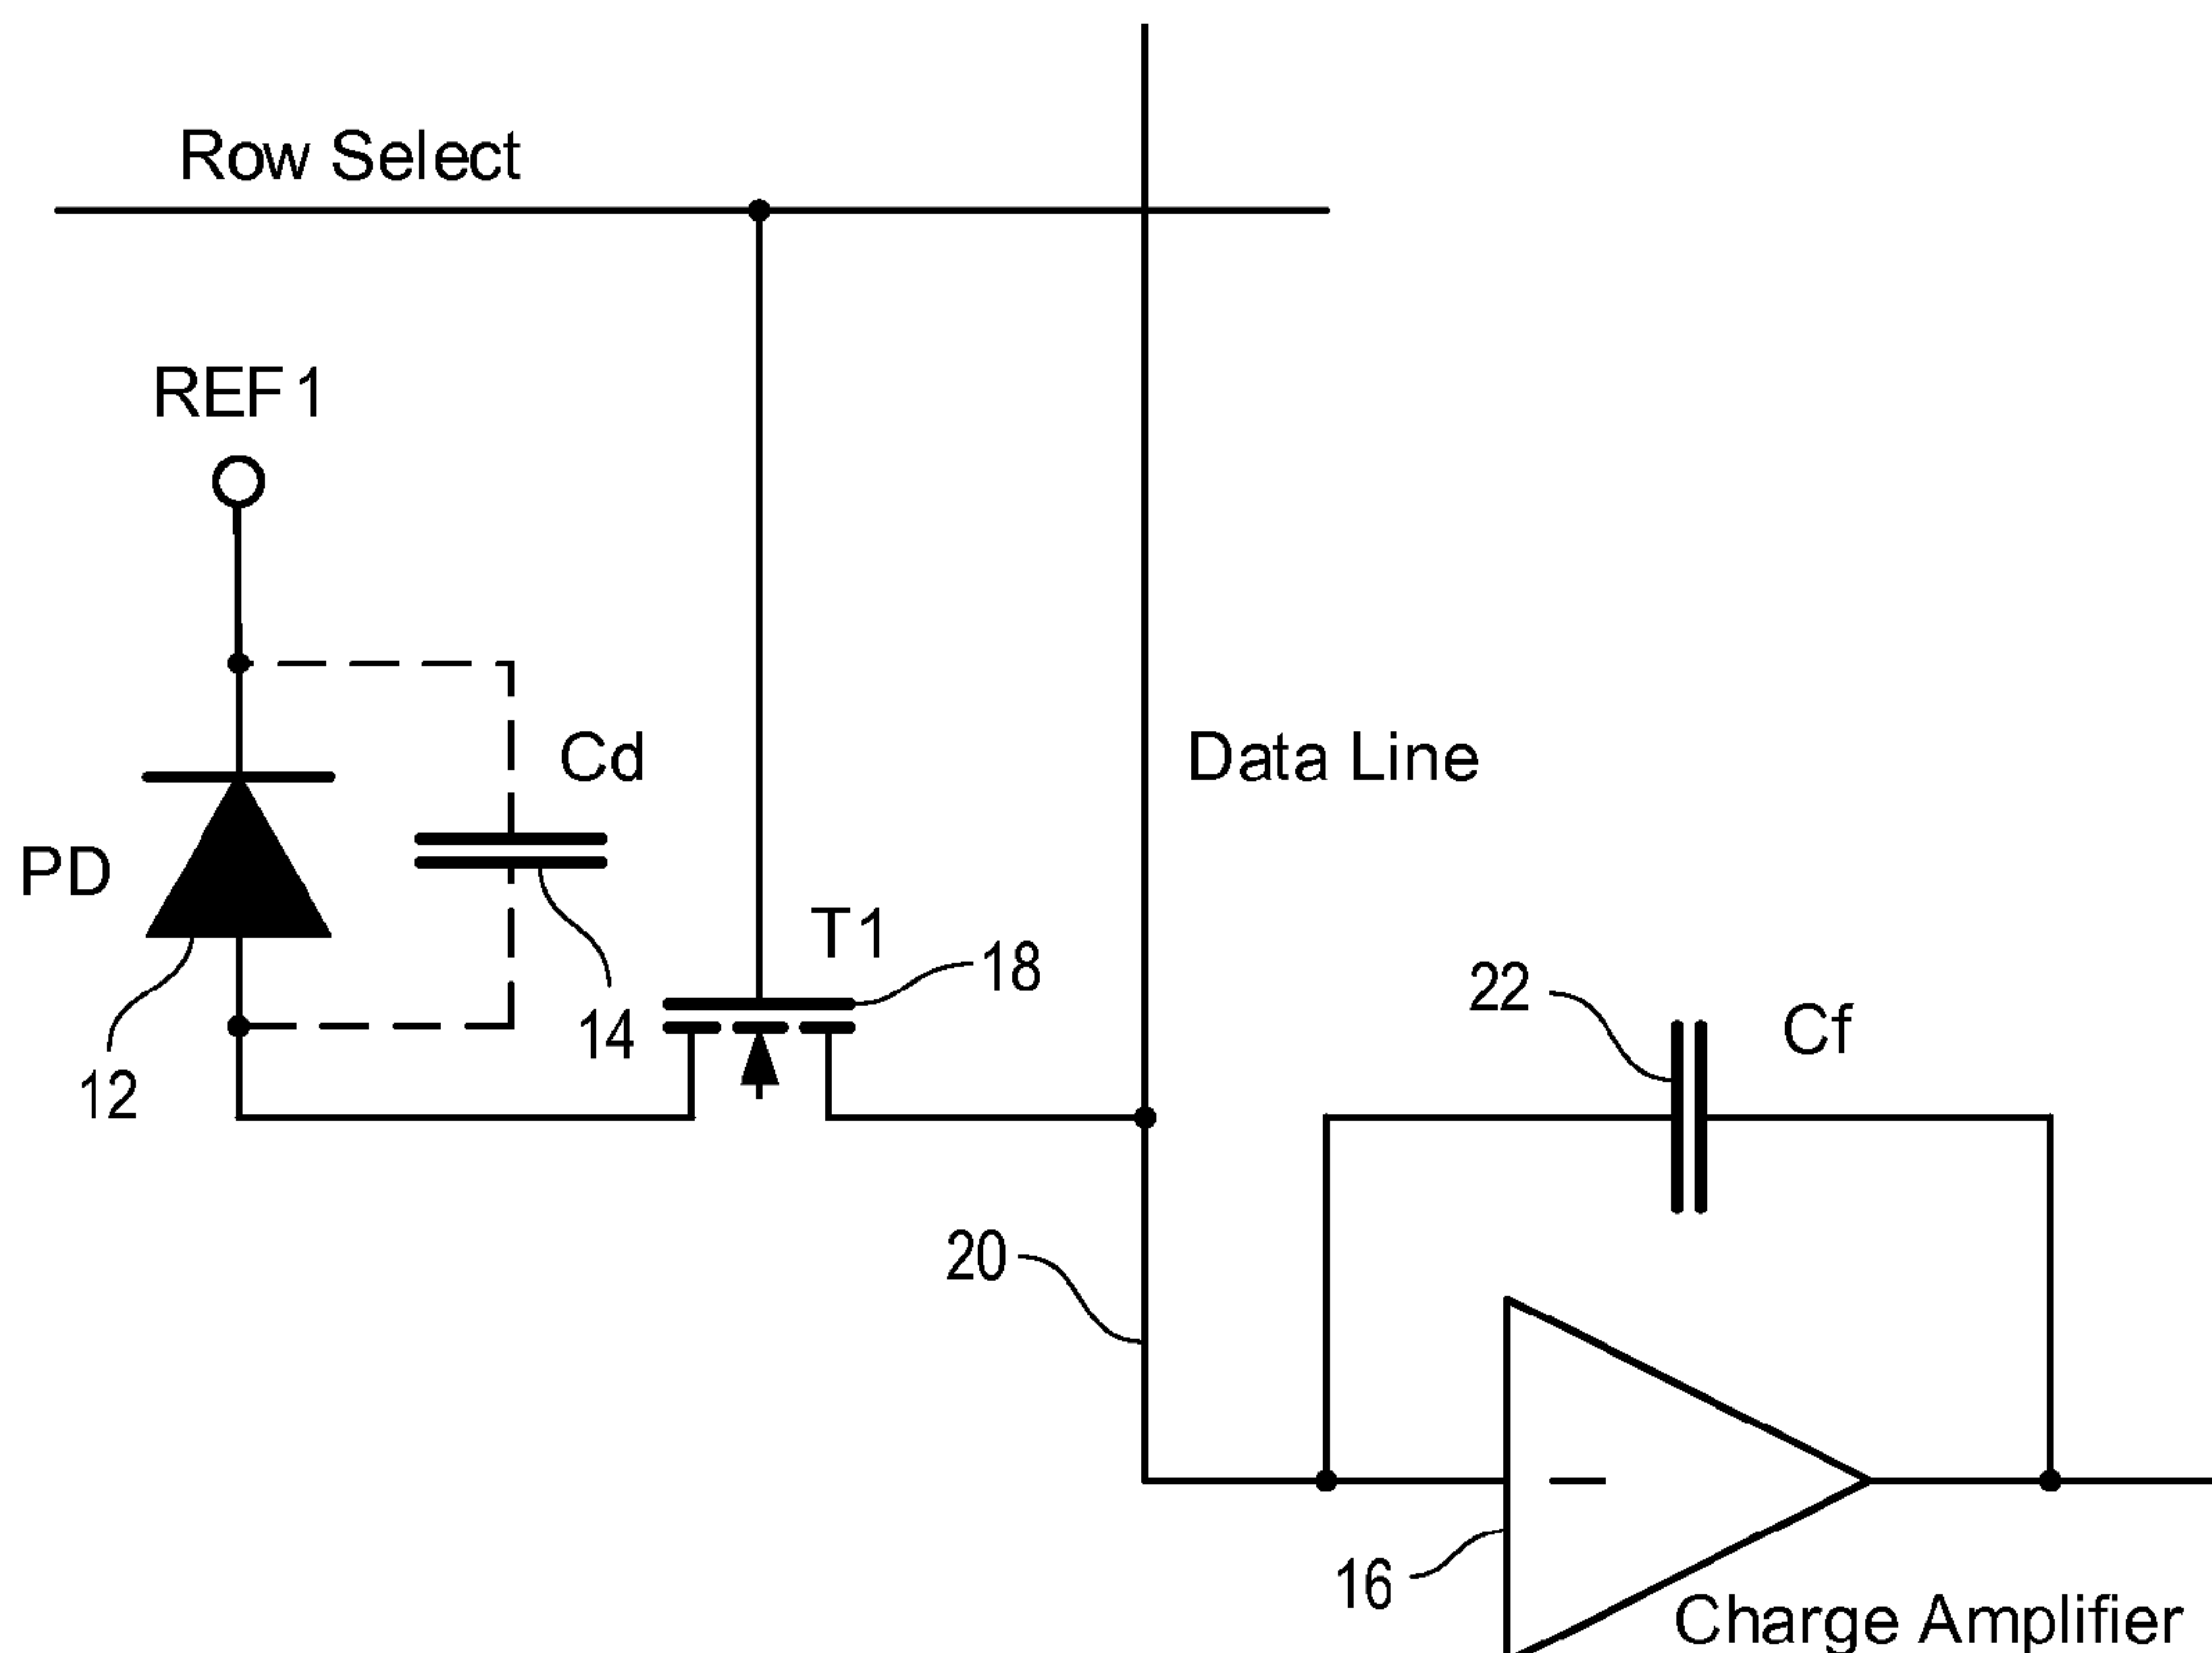 Row Select
REF1
Cd
Data Line
PD
T1
18
14
12
22
Cf
20
16
Charge Amplifier